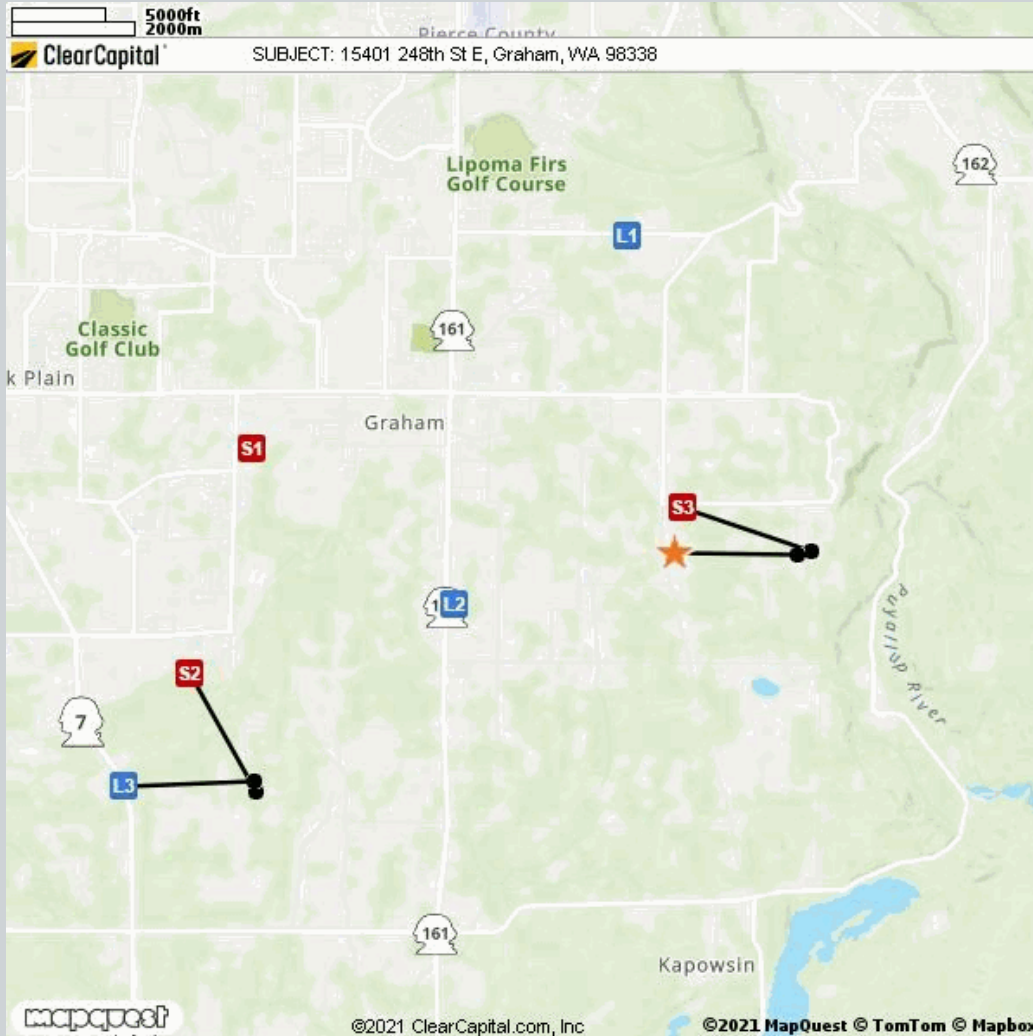 5000ft
2000m
Pierce County
ClearCapital
SUBJECT: 15401 248th St E, Graham, WA 98338
162
Lipoma Firs
Golf Course
L1
161
Classic
Golf Club
k Plain
Graham
S1
S3
L2
Puyallup River
S2
7
L3
161
Kapowsin
mapquest
©2021 ClearCapital.com, Inc
©2021 MapQuest © TomTom © Mapbox